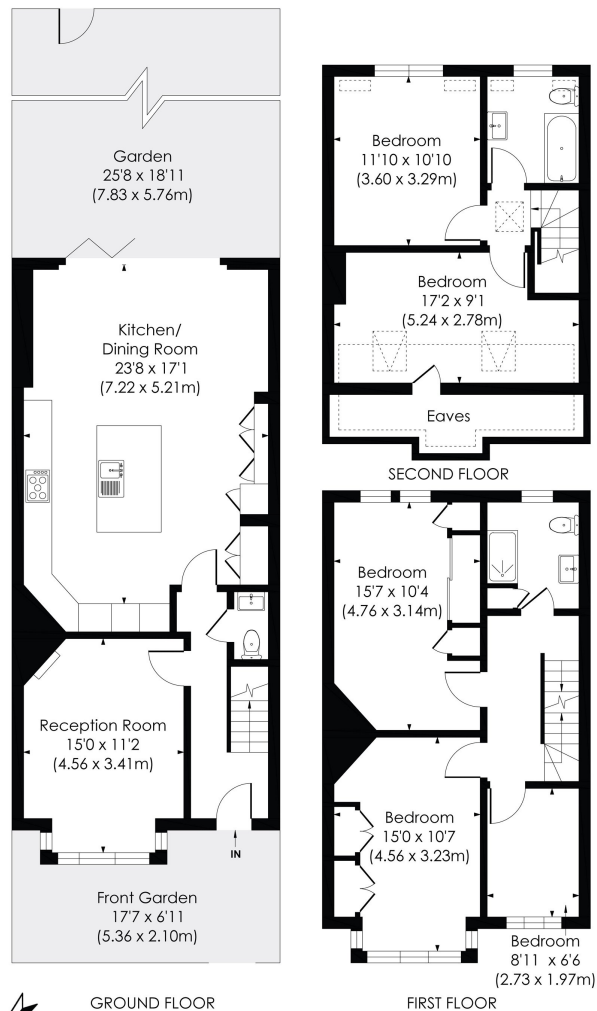 Garden
25'8 x 18'11
(7.83 x 5.76m)
Kitchen/
Dining Room
23'8 x 17'1
(7.22 x 5.21m)
Reception Room
15'0 x 11'2
(4.56 x 3.41m)
IN
Front Garden
17'7 x 6'11
(5.36 x 2.10m)
GROUND FLOOR
Bedroom
11'10 x 10'10
(3.60 x 3.29m)
Bedroom
17'2 x 9'1
(5.24 x 2.78m)
Eaves
SECOND FLOOR
Bedroom
15'7 x 10'4
(4.76 x 3.14m)
Bedroom
15'0 x 10'7
(4.56 x 3.23m)
Bedroom
8'11 x 6'6
(2.73 x 1.97m)
FIRST FLOOR